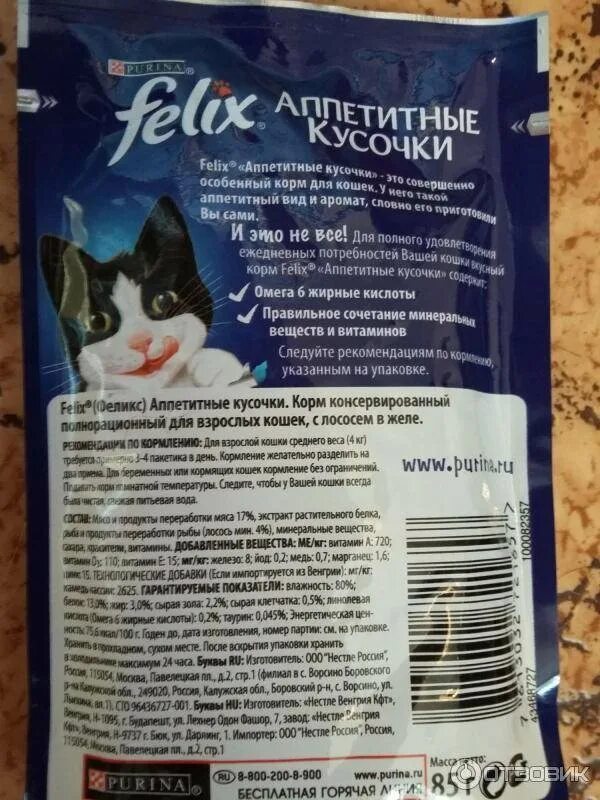 PURINA®
felix®
АППЕТИТНЫЕ
КУСОЧКИ
Felix® «Аппетитные кусочки» - это совершенно
особенный корм для кошек. У него такой
аппетитный вид и аромат, словно его приготовили
Вы сами.
И это не все! Для полного удовлетворения
ежедневных потребностей Вашей кошки вкусный
корм Felix® «Аппетитные кусочки» содержит:
Омега 6 жирные кислоты
Правильное сочетание минеральных
веществ и витаминов
Следуйте рекомендациям по кормлению,
указанным на упаковке.
Felix® (Феликс) Аппетитные кусочки. Корм консервированный
полнорационный для взрослых кошек, с лососем в желе.
РЕКОМЕНДАЦИИ ПО КОРМЛЕНИЮ: Для взрослой кошки среднего веса (4 кг)
требуется примерно 3-4 пакетика в день. Кормление желательно разделить на
два приема. Для беременных или кормящих кошек кормление без ограничений.
Подавать корм комнатной температуры. Следите, чтобы у Вашей кошки всегда
была чистая, свежая питьевая вода.
www.purina.ru
СОСТАВ: Мясо и продукты переработки мяса 17%, экстракт растительного белка,
рыба и продукты переработки рыбы (лосось мин. 4%), минеральные вещества,
сахара, красители, витамины. ДОБАВЛЕННЫЕ ВЕЩЕСТВА: МЕ/кг: витамин A: 720;
витамин D₃: 110; витамин E: 15; мг/кг: железо: 8; йод: 0,2; медь: 0,7; марганец: 1,6;
цинк: 15. ТЕХНОЛОГИЧЕСКИЕ ДОБАВКИ (Если импортируется из Венгрии): мг/кг:
камедь кассии: 2625. ГАРАНТИРУЕМЫЕ ПОКАЗАТЕЛИ: влажность: 80%;
белок: 13,0%; жир: 3,0%; сырая зола: 2,2%; сырая клетчатка: 0,5%; линолевая
кислота (Омега 6 жирные кислоты): 0,2%; таурин: 0,045%; Энергетическая цен-
ность: 75,6 ккал/100 г. Годен до, дата изготовления, номер партии: см. на упаковке.
Хранить в прохладном, сухом месте. После вскрытия упаковки хранить
в холодильнике максимум 24 часа. Буквы RU: Изготовитель: ООО "Нестле Россия",
Россия, 115054, Москва, Павелецкая пл., д.2, стр.1 (филиал в с. Ворсино Боровского
р-на Калужской обл., 249020, Россия, Калужская обл., Боровский р-н, с. Ворсино, ул.
Лыскина, вл.1) СТО 96436727-001. Буквы HU: Изготовитель: «Нестле Венгрия Кфт»,
Венгрия, H-1095, г. Будапешт, ул. Лехнер Одон Фашор, 7, завод: «Нестле Венгрия
Кфт», Венгрия, H-9737 г. Бюк, ул. Дарлинг, 1. Импортер: ООО "Нестле Россия",
115054, Москва, Павелецкая пл., д.2, стр.1
100082357
43468727
Масса нетто:
85 г
PURINA®
RU 8-800-200-8-900
www.purina.ru
БЕСПЛАТНАЯ ГОРЯЧАЯ ЛИНИЯ
ОТЗОВИК